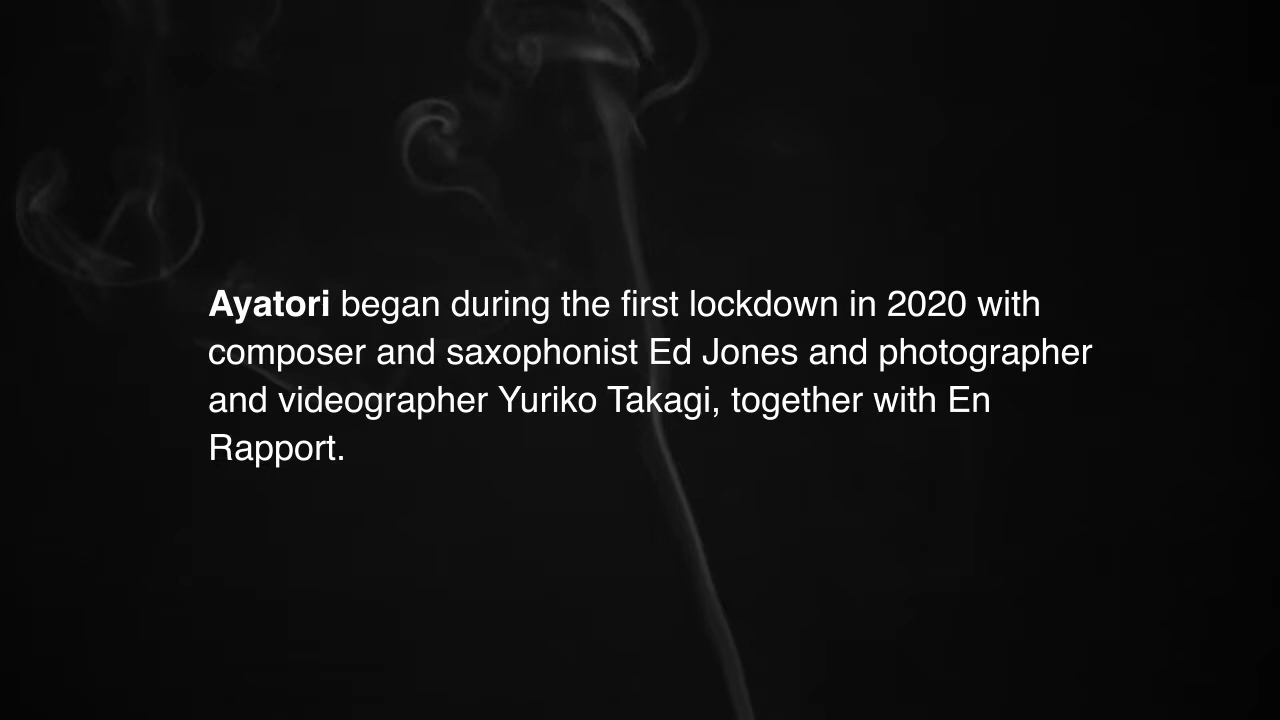 Ayatori began during the first lockdown in 2020 with
composer and saxophonist Ed Jones and photographer
and videographer Yuriko Takagi, together with En
Rapport.